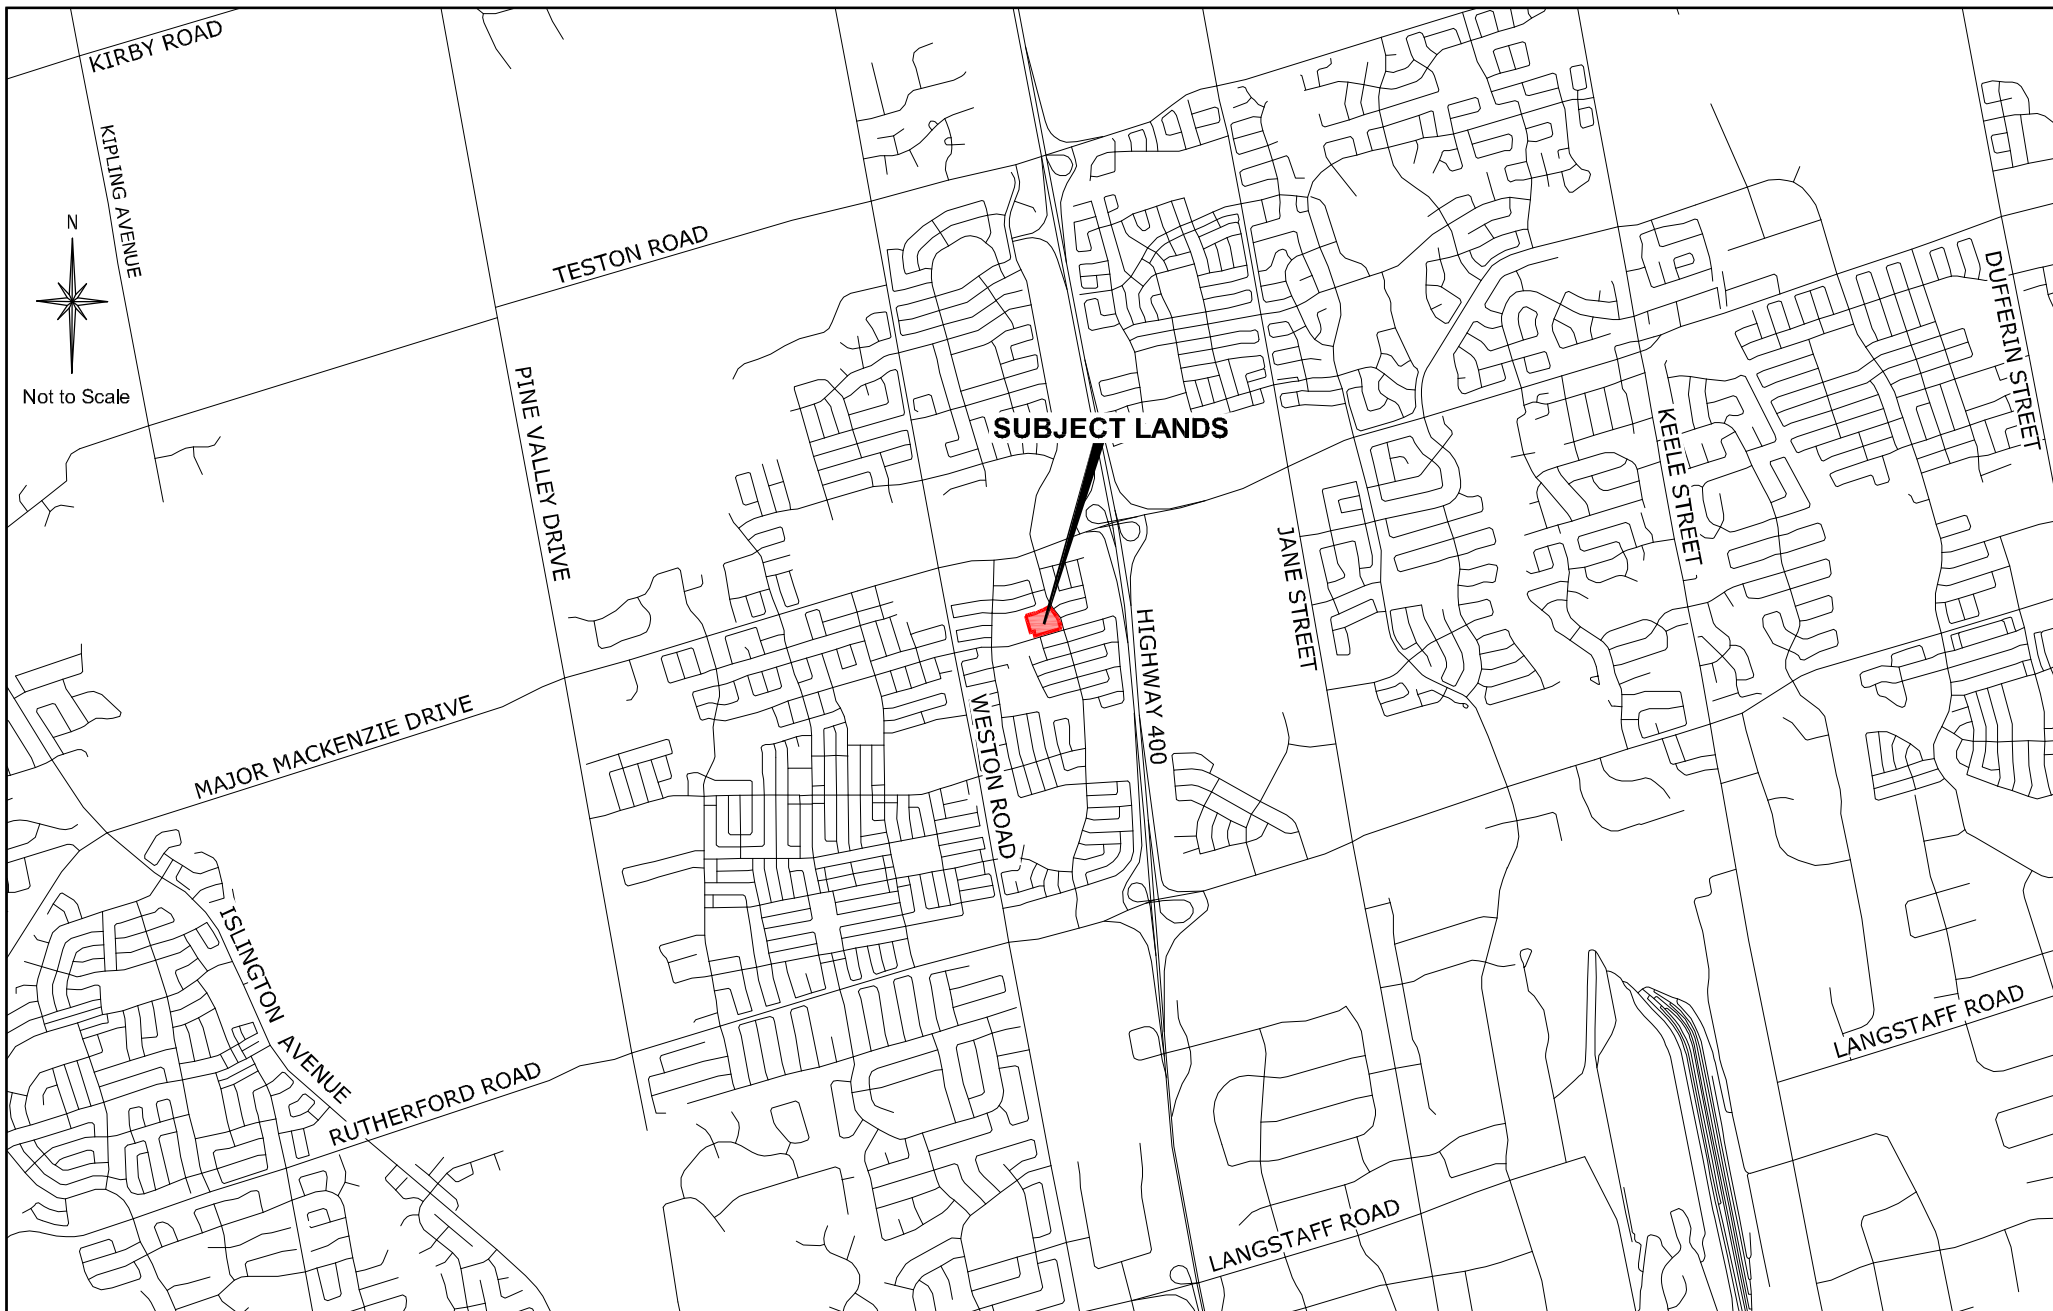 KIRBY ROAD
KIPLING AVENUE
N
Not to Scale
TESTON ROAD
DUFFERIN STREET
PINE VALLEY DRIVE
SUBJECT LANDS
KEELE STREET
JANE STREET
HIGHWAY 400
WESTON ROAD
MAJOR MACKENZIE DRIVE
ISLINGTON AVENUE
RUTHERFORD ROAD
LANGSTAFF ROAD
LANGSTAFF ROAD